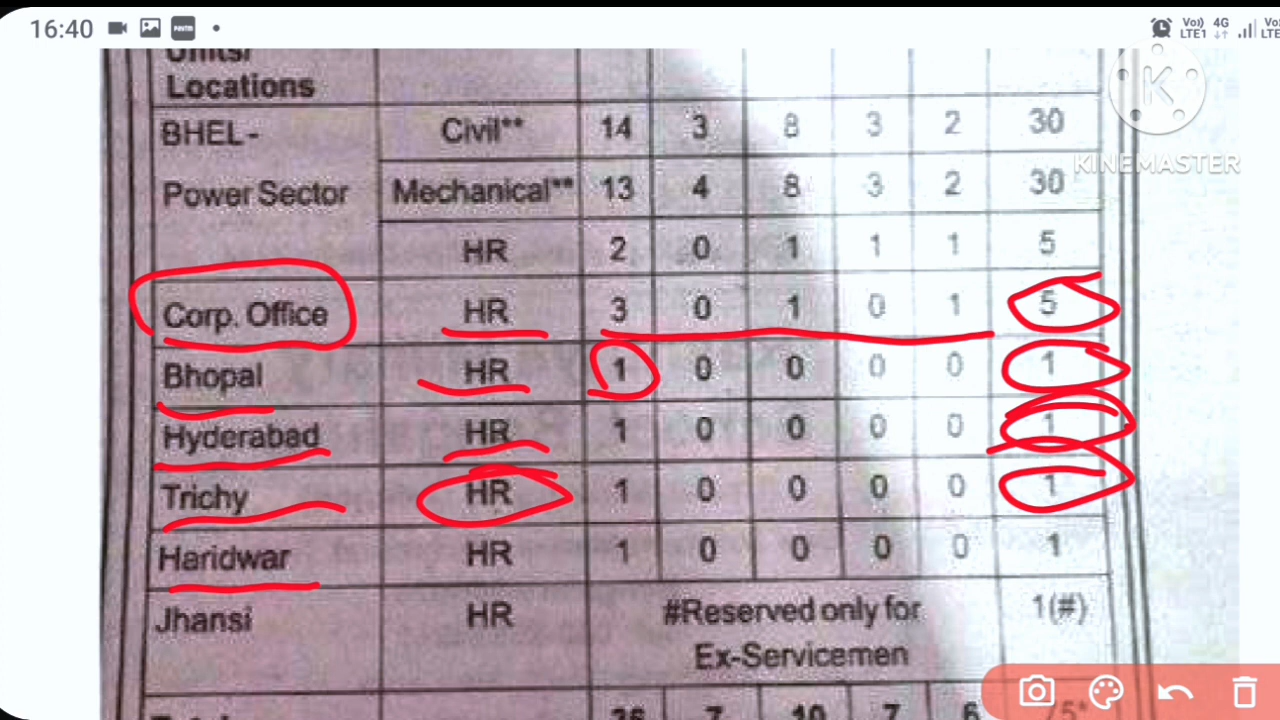 16:40
Vo)) 4G
LTE1
Units/
Locations
BHEL- Civil** 14 3 8 3 2 30
KINEMASTER
Power Sector Mechanical** 13 4 8 3 2 30
HR 2 0 1 1 1 5
Corp. Office HR 3 0 1 0 1 5
Bhopal HR 1 0 0 0 0 1
Hyderabad HR 1 0 0 0 0 1
Trichy HR 1 0 0 0 0 1
Haridwar HR 1 0 0 0 0 1
Jhansi HR #Reserved only for 1(#)
Ex-Servicemen